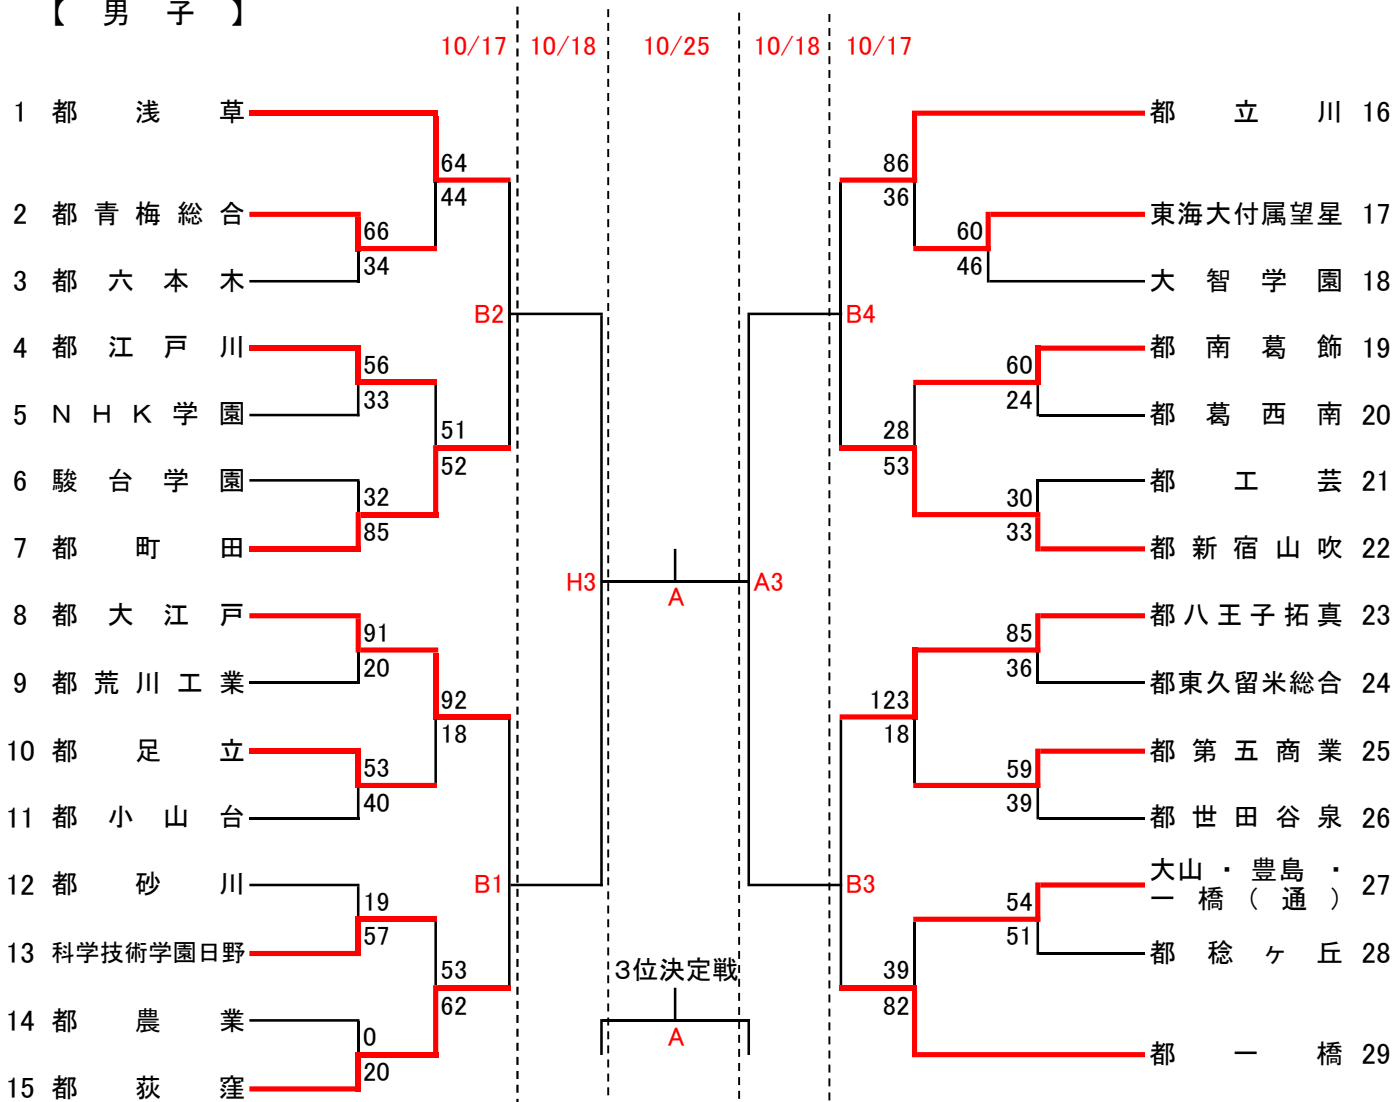 【 男 子 】
10/17 10/18 10/25 10/18 10/17
1 都 浅 草
都 立 川 16
64
86
44
36
2 都 青 梅 総 合
東海大付属望星 17
66
60
34
46
3 都 六 本 木
大 智 学 園 18
B2
B4
4 都 江 戸 川
都 南 葛 飾 19
56
60
33
24
5 N H K 学 園
都 葛 西 南 20
51
28
52
53
6 駿 台 学 園
都 工 芸 21
32
30
85
33
7 都 町 田
都 新 宿 山 吹 22
H3
A
A3
8 都 大 江 戸
都 八 王 子 拓 真 23
91
85
20
36
9 都 荒 川 工 業
都東久留米総合 24
92
123
18
18
10 都 足 立
都 第 五 商 業 25
53
59
40
39
11 都 小 山 台
都 世 田 谷 泉 26
12 都 砂 川
B1
B3
大山 ・ 豊島 ・
一 橋 ( 通 ) 27
19
54
57
51
13 科学技術学園日野
都 稔 ヶ 丘 28
53
39
62
82
3位決定戦
A
14 都 農 業
0
20
都 一 橋 29
15 都 荻 窪